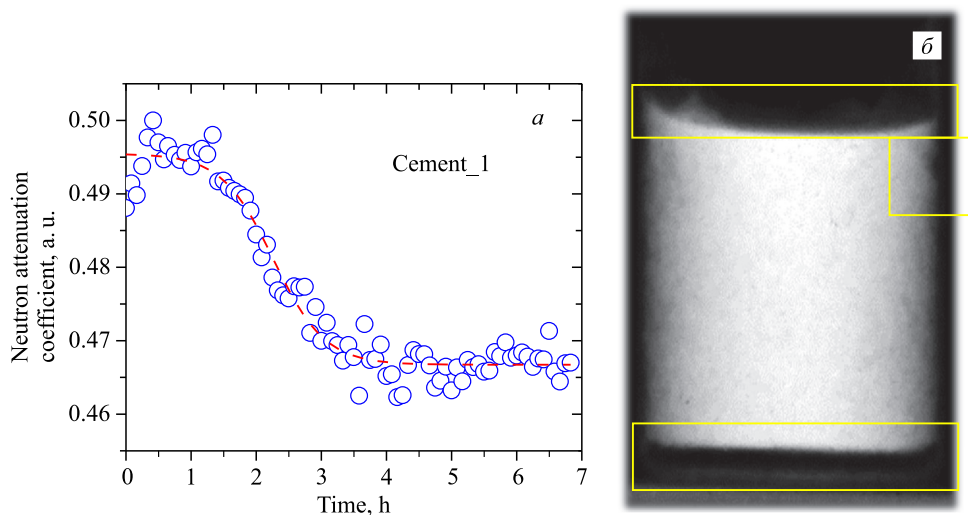 а
б
0.50
Cement_1
0.49
0.48
0.47
0.46
Neutron attenuation
coefficient, a. u.
0 1 2 3 4 5 6 7
Time, h